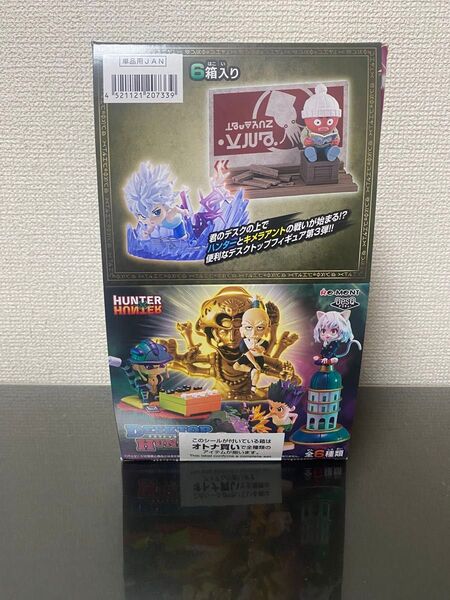 単品用JAN
4 521121 207339
はこい
6箱入り
君のデスクの上で
ハンターとキメラアントの戦いが始まる!?
便利なデスクトップフィギュア第3弾!!
HUNTER
HUNTER
Re-MENT
DESKTOP
このシールが付いている箱は
オトナ買いで全種類の
アイテムが揃います。
This label contains a complete set
全6種類